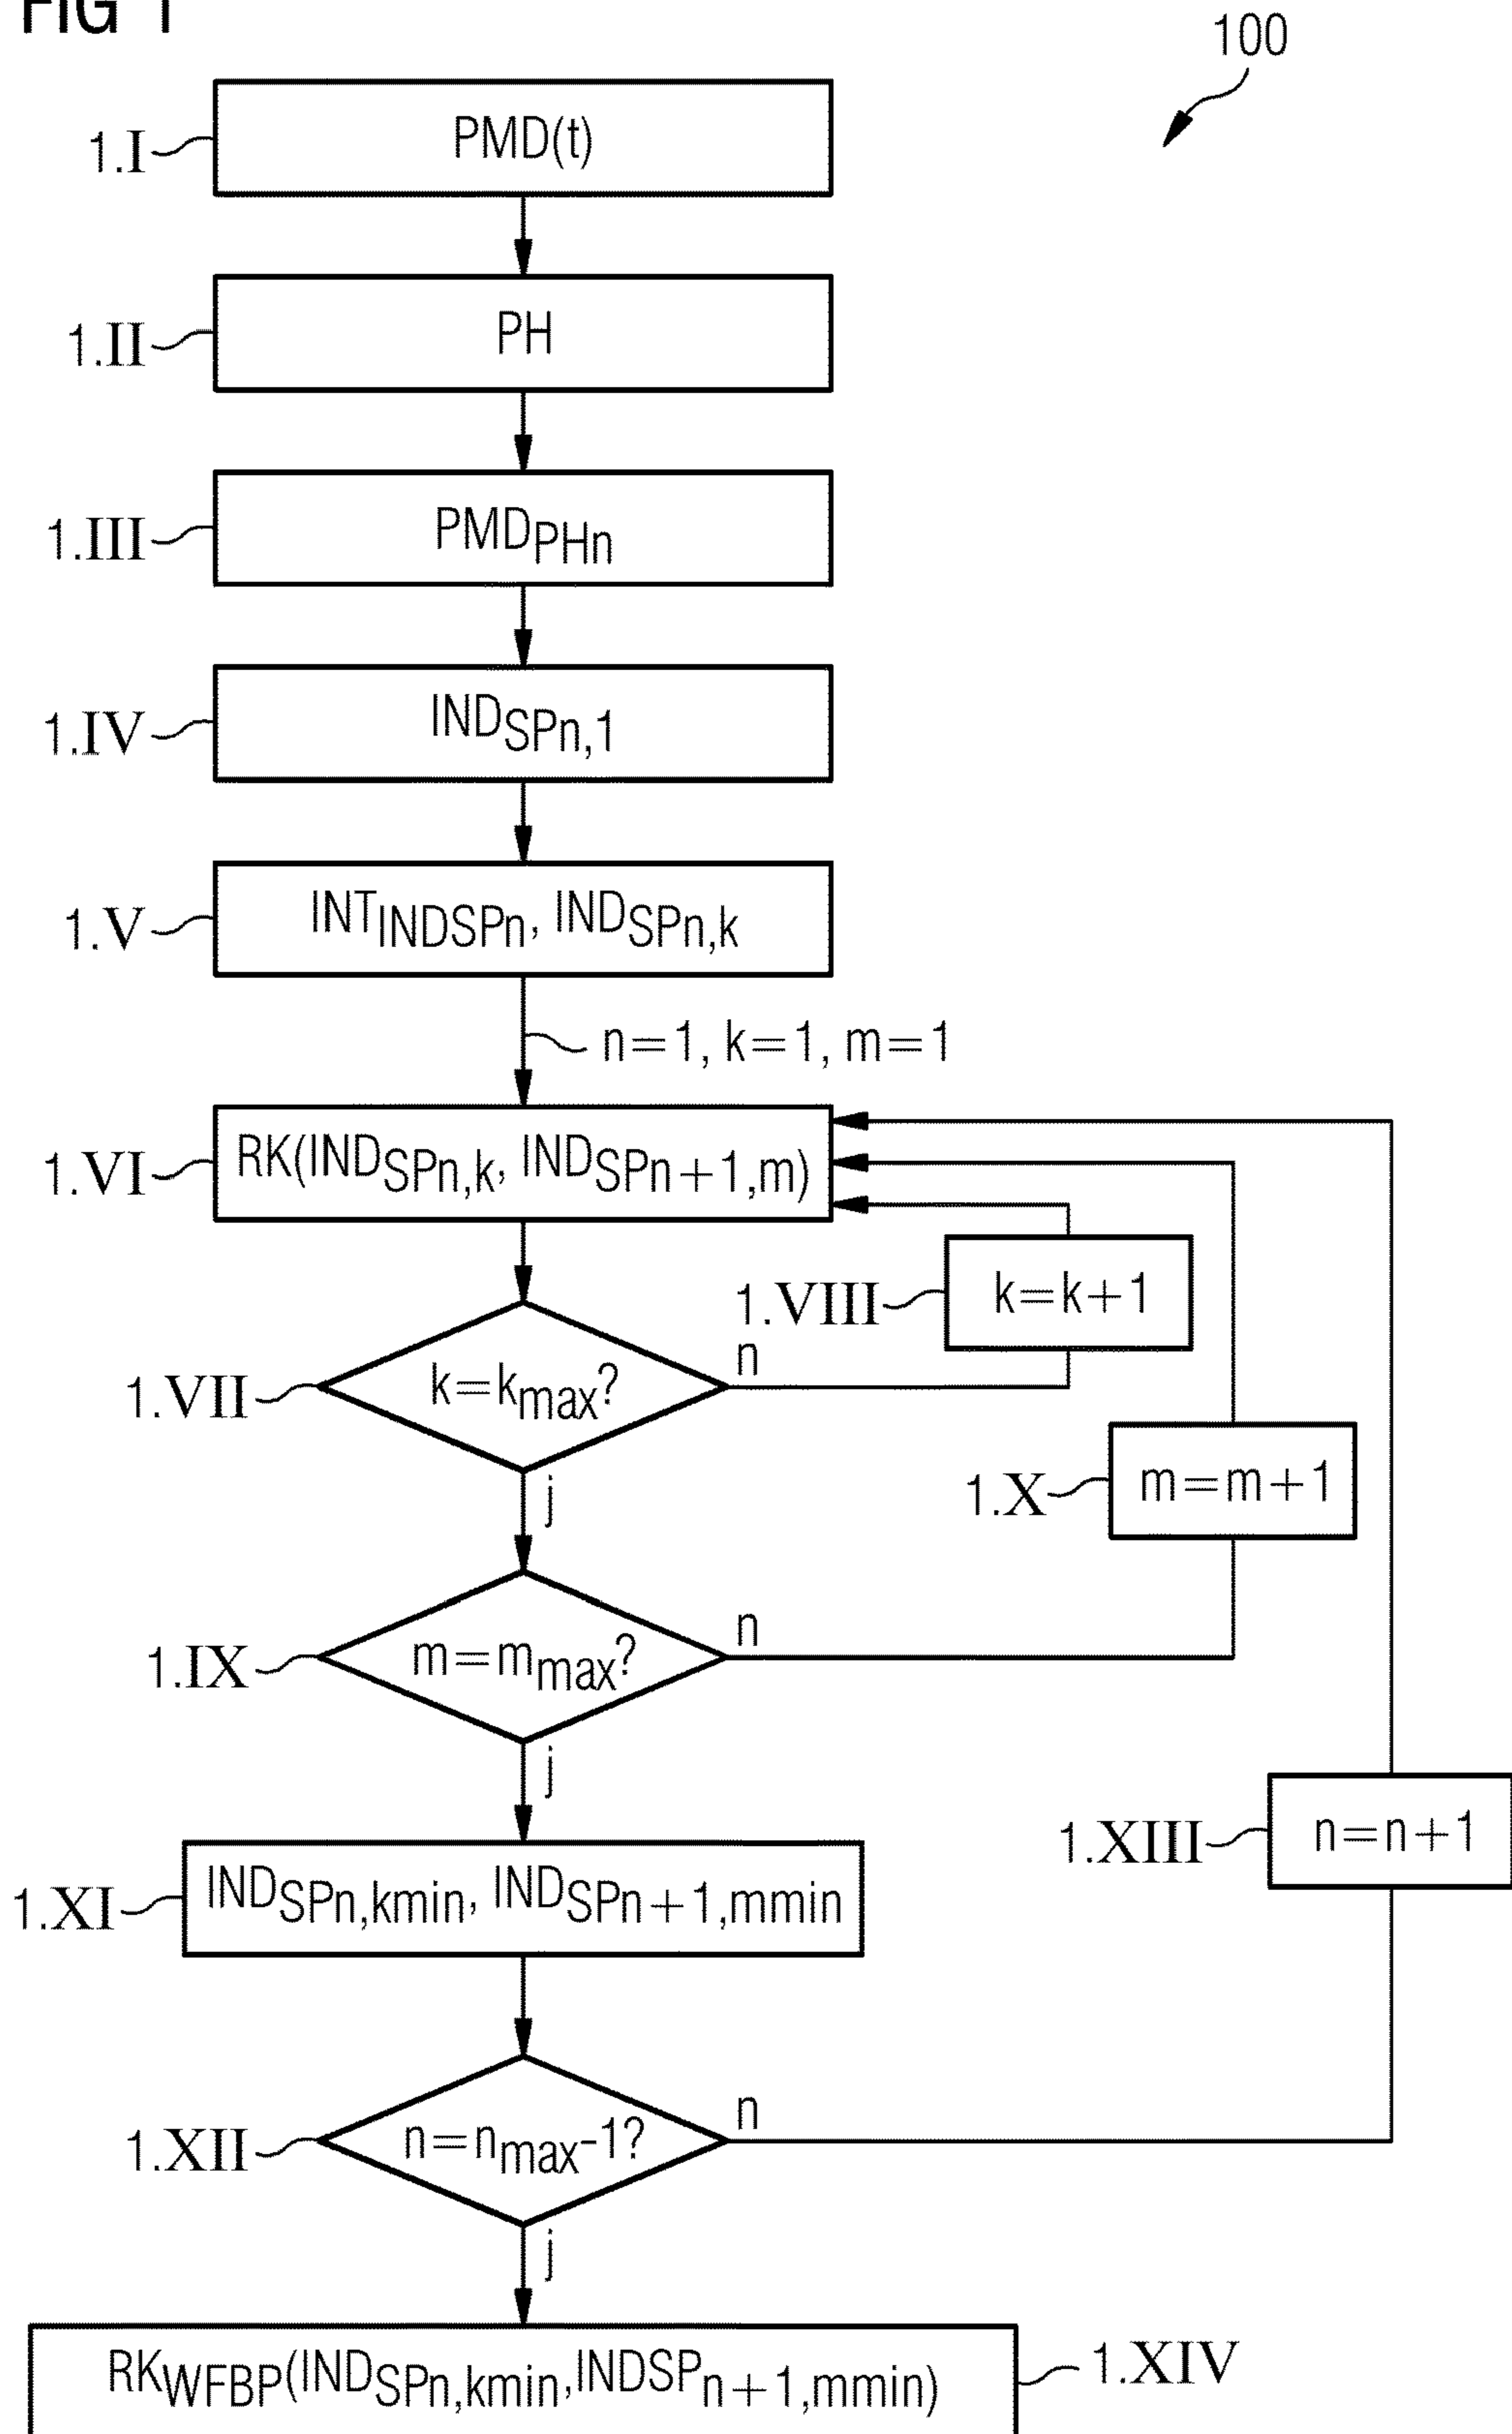 FIG 1
100
1.I PMD(t)
1.II PH
1.III PMDPHn
1.IV INDSPn,1
1.V INTINDSPn, INDSPn,k
n=1, k=1, m=1
1.VI RK(INDSPn,k, INDSPn+1,m)
1.VIII k=k+1
n
1.VII k=kmax?
1.X m=m+1
j
n
1.IX m=mmax?
j
1.XIII n=n+1
1.XI INDSPn,kmin, INDSPn+1,mmin
n
1.XII n=nmax-1?
j
RKWFBP(INDSPn,kmin,INDSPn+1,mmin) 1.XIV